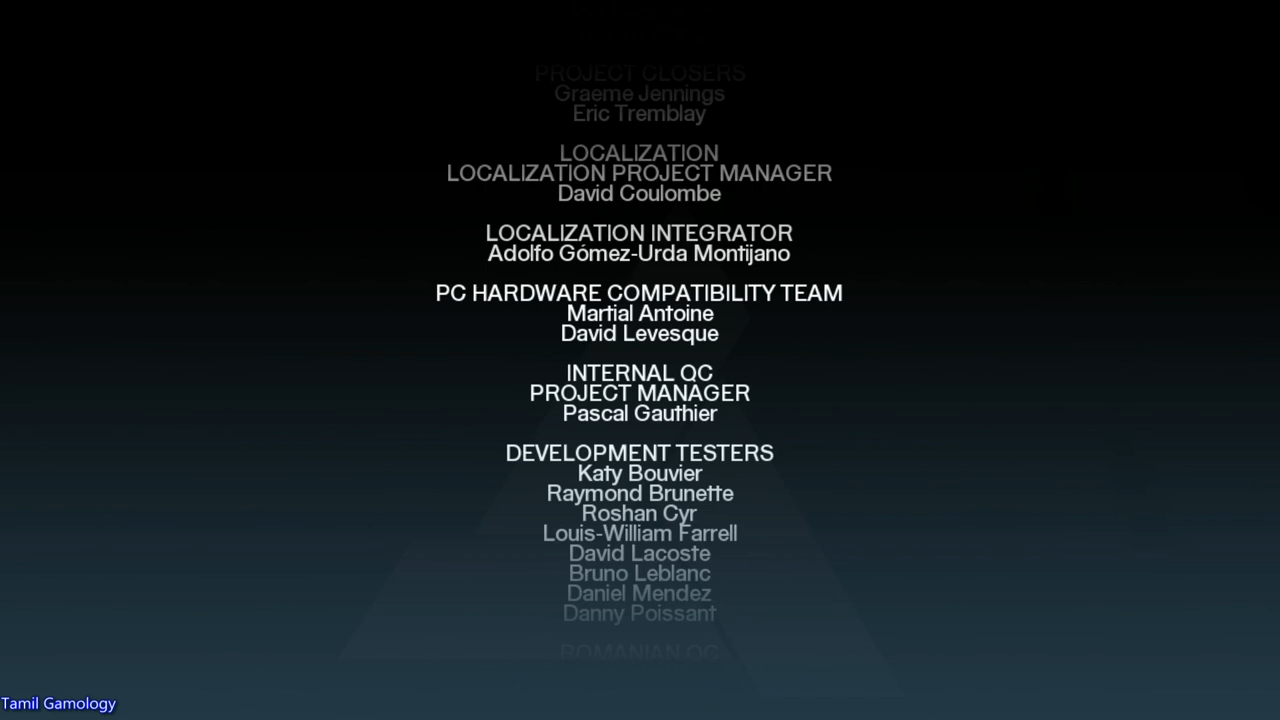 PROJECT CLOSERS
Graeme Jennings
Eric Tremblay
LOCALIZATION
LOCALIZATION PROJECT MANAGER
David Coulombe
LOCALIZATION INTEGRATOR
Adolfo Gómez-Urda Montijano
PC HARDWARE COMPATIBILITY TEAM
Martial Antoine
David Levesque
INTERNAL QC
PROJECT MANAGER
Pascal Gauthier
DEVELOPMENT TESTERS
Katy Bouvier
Raymond Brunette
Roshan Cyr
Louis-William Farrell
David Lacoste
Bruno Leblanc
Daniel Mendez
Danny Poissant
ROMANIAN QC
Tamil Gamology